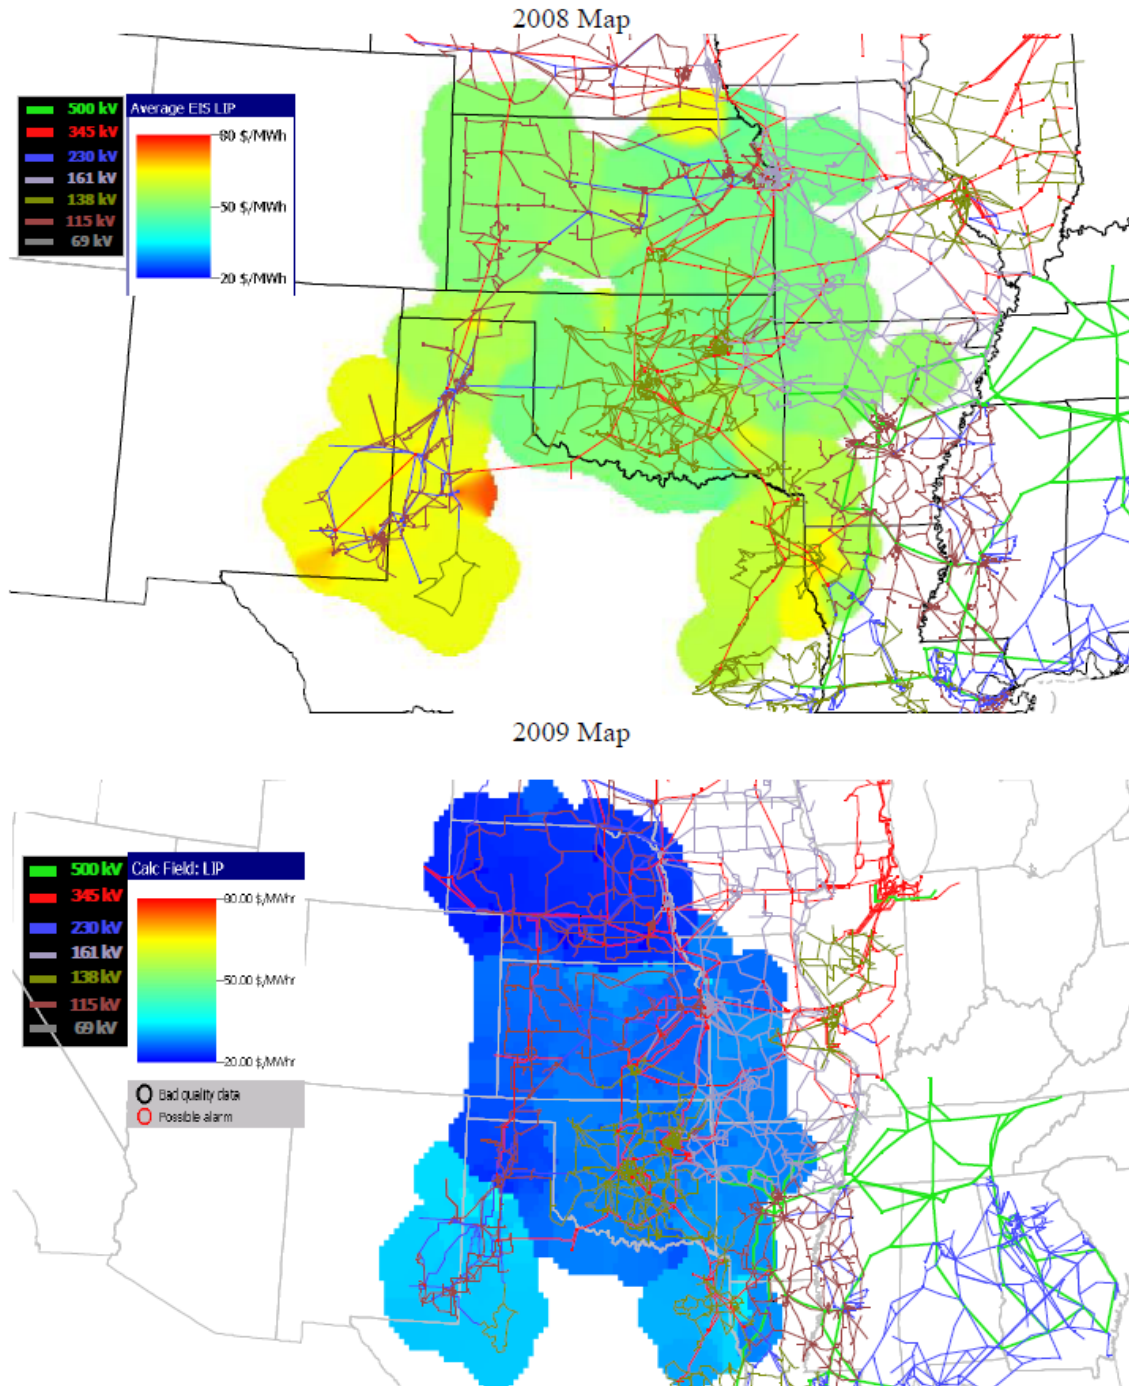 2008 Map
500 kV
345 kV
230 kV
161 kV
138 kV
115 kV
69 kV
Average EIS LIP
80 $/MWh
50 $/MWh
20 $/MWh
2009 Map
500 kV
345 kV
230 kV
161 kV
138 kV
115 kV
69 kV
Calc Field: LIP
80.00 $/MWhr
50.00 $/MWhr
20.00 $/MWhr
Bad quality data
Possible alarm